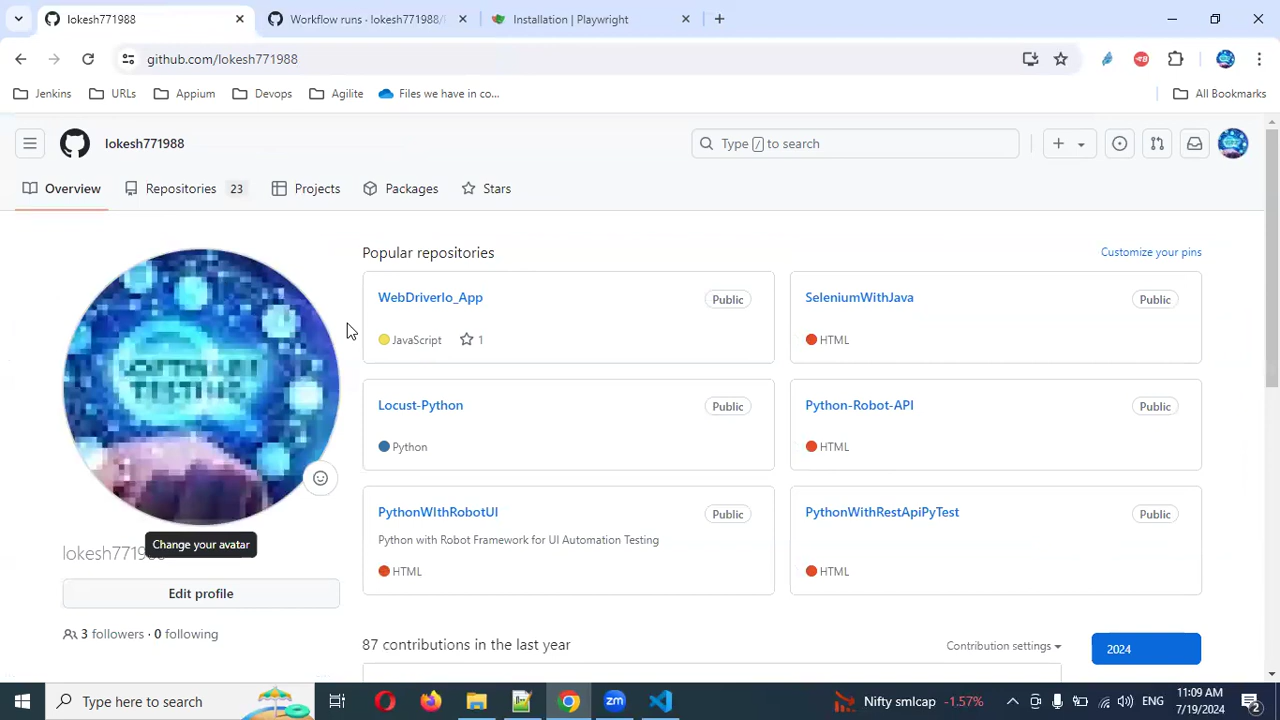 lokesh771988
Workflow runs · lokesh771988/
Installation | Playwright
github.com/lokesh771988
Jenkins
URLs
Appium
Devops
Agilite
Files we have in co...
All Bookmarks
lokesh771988
Type / to search
Overview
Repositories 23
Projects
Packages
Stars
Popular repositories
Customize your pins
WebDriverIo_App
Public
JavaScript
1
SeleniumWithJava
Public
HTML
Locust-Python
Public
Python
Python-Robot-API
Public
HTML
PythonWIthRobotUI
Public
Python with Robot Framework for UI Automation Testing
HTML
PythonWithRestApiPyTest
Public
HTML
TESTING
Change your avatar
Edit profile
3 followers · 0 following
87 contributions in the last year
Contribution settings
2024
Type here to search
Nifty smlcap -1.57%
ENG
11:09 AM
7/19/2024
2